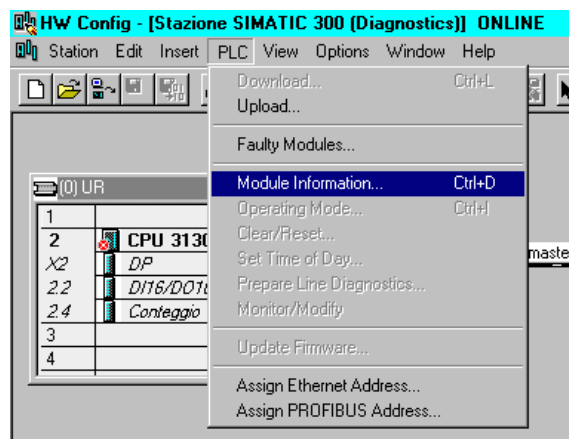 HW Config - [Stazione SIMATIC 300 (Diagnostics)] ONLINE
Station Edit Insert PLC View Options Window Help
Download... Ctrl+L
Upload...
Faulty Modules...
Module Information... Ctrl+D
Operating Mode... Ctrl+I
Clear/Reset...
Set Time of Day...
Prepare Line Diagnostics...
Monitor/Modify
Update Firmware...
Assign Ethernet Address...
Assign PROFIBUS Address...
(0) UR
1
2 CPU 313C
X2 DP
2.2 DI16/DO16
2.4 Conteggio
3
4
maste